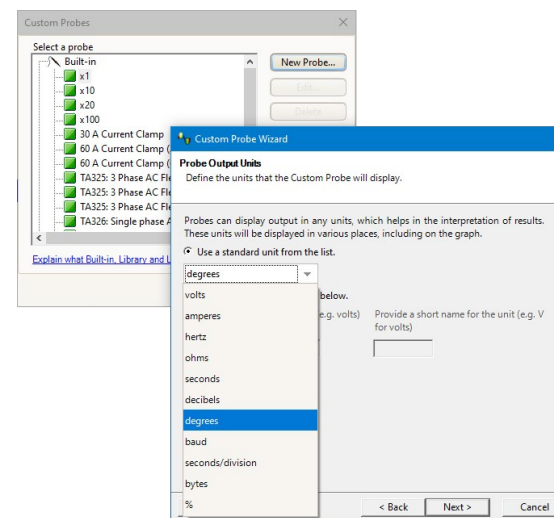 Custom Probes
Select a probe
Built-in
x1
x10
x20
x100
30 A Current Clamp
60 A Current Clamp (
60 A Current Clamp (
TA325: 3 Phase AC Fle
TA325: 3 Phase AC Fle
TA325: 3 Phase AC Fle
TA326: Single phase A
Explain what Built-in, Library and L
New Probe...
Edit...
Delete
Custom Probe Wizard
Probe Output Units
Define the units that the Custom Probe will display.
Probes can display output in any units, which helps in the interpretation of results.
These units will be displayed in various places, including on the graph.
Use a standard unit from the list.
degrees
below.
e.g. volts)
Provide a short name for the unit (e.g. V
for volts)
volts
amperes
hertz
ohms
seconds
decibels
degrees
baud
seconds/division
bytes
%
< Back
Next >
Cancel